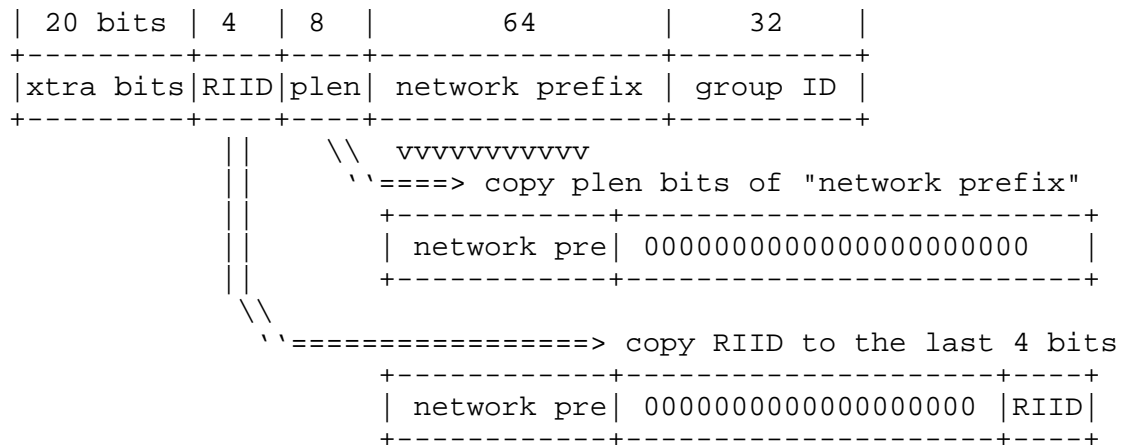 | 20 bits | 4  | 8  |       64       |    32    |
+---------+----+----+----------------+----------+
|xtra bits|RIID|plen| network prefix | group ID |
+---------+----+----+----------------+----------+
            ||    \\  vvvvvvvvvvv
            ||     ''====> copy plen bits of "network prefix"
            ||       +------------+--------------------------+
            ||       | network pre| 0000000000000000000000   |
            ||       +------------+--------------------------+
             \\
              ''=================> copy RIID to the last 4 bits
                     +------------+---------------------+----+
                     | network pre| 0000000000000000000 |RIID|
                     +------------+---------------------+----+